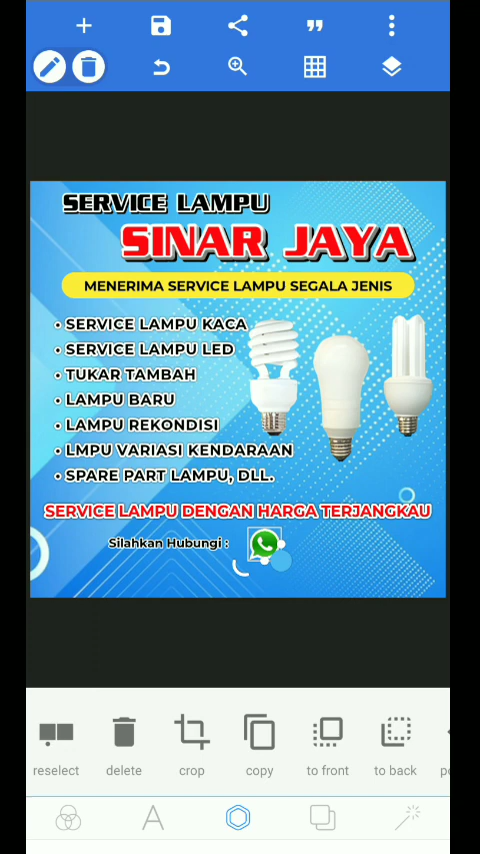 SERVICE LAMPU
SINAR JAYA
MENERIMA SERVICE LAMPU SEGALA JENIS
• SERVICE LAMPU KACA
• SERVICE LAMPU LED
• TUKAR TAMBAH
• LAMPU BARU
• LAMPU REKONDISI
• LMPU VARIASI KENDARAAN
• SPARE PART LAMPU, DLL.
SERVICE LAMPU DENGAN HARGA TERJANGKAU
Silahkan Hubungi :
reselect delete crop copy to front to back